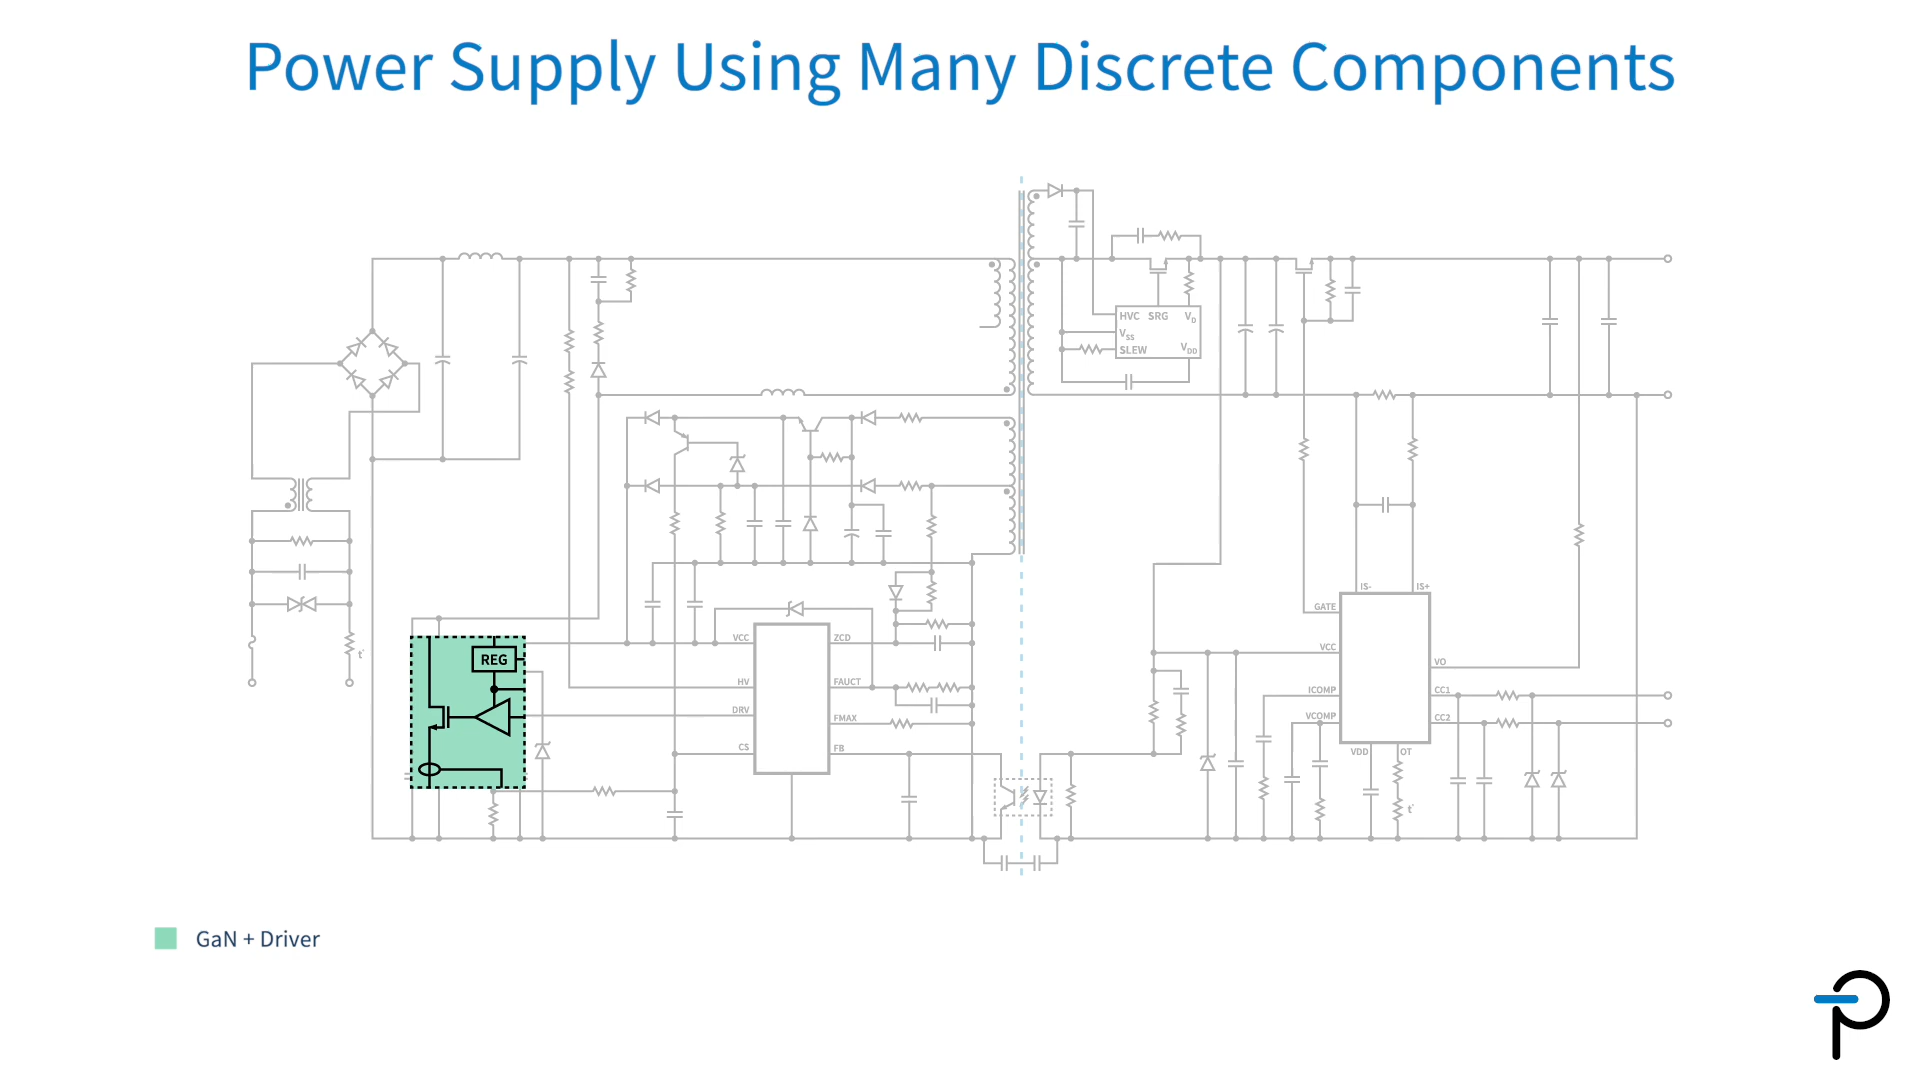 Power Supply Using Many Discrete Components
HVC SRG VD
VSS
SLEW VDD
IS- IS+
GATE
REG
VCC ZCD
VCC
t°
VO
HV FAUCT
ICOMP CC1
DRV
VCOMP CC2
FMAX
CS FB
VDD OT
t°
GaN + Driver